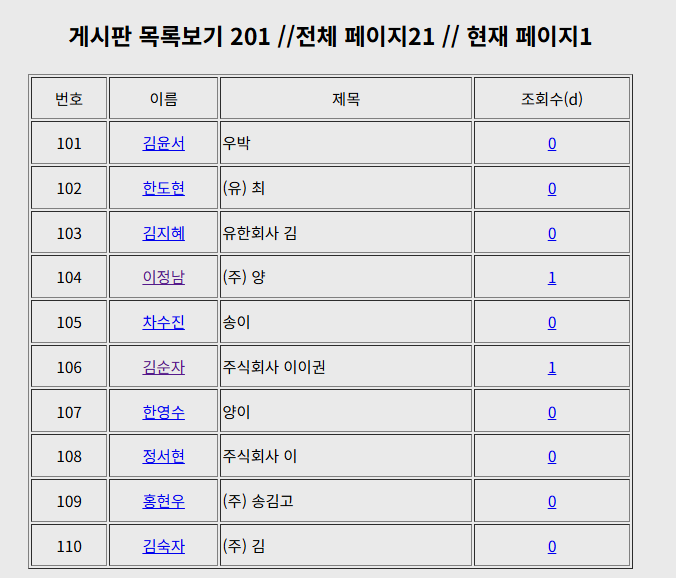 게시판 목록보기 201 //전체 페이지21 // 현재 페이지1
번호 이름 제목 조회수(d)
101 김윤서 우박 0
102 한도현 (유) 최 0
103 김지혜 유한회사 김 0
104 이정남 (주) 양 1
105 차수진 송이 0
106 김순자 주식회사 이이권 1
107 한영수 양이 0
108 정서현 주식회사 이 0
109 홍현우 (주) 송김고 0
110 김숙자 (주) 김 0